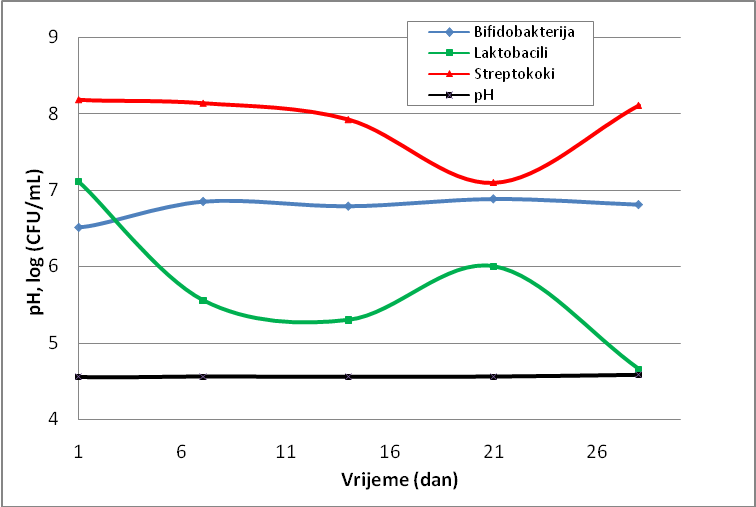 Bifidobakterija
Laktobacili
Streptokoki
pH
9
8
7
6
5
4
pH, log (CFU/mL)
1 6 11 16 21 26
Vrijeme (dan)